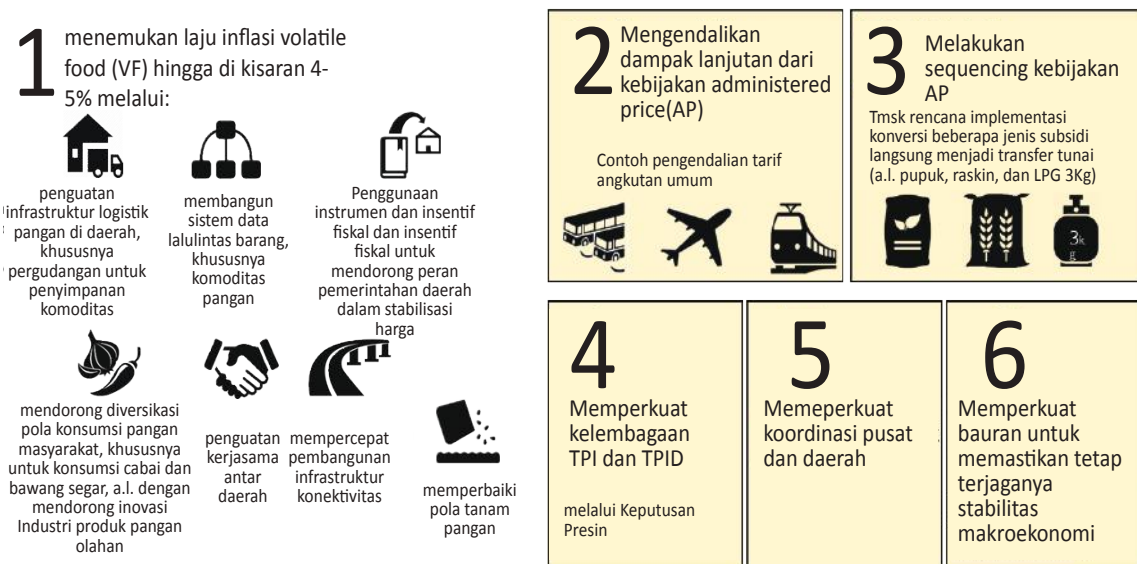 1
menemukan laju inflasi volatile
food (VF) hingga di kisaran 4-
5% melalui:
penguatan
infrastruktur logistik
pangan di daerah,
khususnya
pergudangan untuk
penyimpanan
komoditas
membangun
sistem data
lalulintas barang,
khususnya
komoditas
pangan
Penggunaan
instrumen dan insentif
fiskal dan insentif
fiskal untuk
mendorong peran
pemerintahan daerah
dalam stabilisasi
harga
mendorong diversikasi
pola konsumsi pangan
masyarakat, khususnya
untuk konsumsi cabai dan
bawang segar, a.l. dengan
mendorong inovasi
Industri produk pangan
olahan
penguatan
kerjasama
antar
daerah
mempercepat
pembangunan
infrastruktur
konektivitas
memperbaiki
pola tanam
pangan
2
Mengendalikan
dampak lanjutan dari
kebijakan administered
price(AP)
Contoh pengendalian tarif
angkutan umum
3
Melakukan
sequencing kebijakan
AP
Tmsk rencana implementasi
konversi beberapa jenis subsidi
langsung menjadi transfer tunai
(a.l. pupuk, raskin, dan LPG 3Kg)
3k
g
4
Memperkuat
kelembagaan
TPI dan TPID
melalui Keputusan
Presin
5
Memeperkuat
koordinasi pusat
dan daerah
6
Memperkuat
bauran untuk
memastikan tetap
terjaganya
stabilitas
makroekonomi